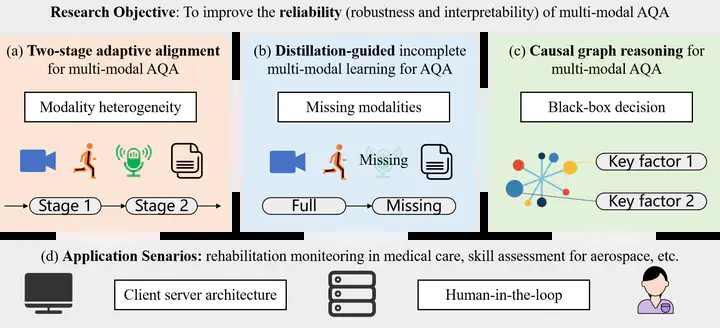 Research Objective: To improve the reliability (robustness and interpretability) of multi-modal AQA
(a) Two-stage adaptive alignment
for multi-modal AQA
Modality heterogeneity
Stage 1
Stage 2
(b) Distillation-guided incomplete
multi-modal learning for AQA
Missing modalities
Missing
Full
Missing
(c) Causal graph reasoning for
multi-modal AQA
Black-box decision
Key factor 1
Key factor 2
(d) Application Senarios: rehabilitation moniteoring in medical care, skill assessment for aerospace, etc.
Client server architecture
Human-in-the-loop